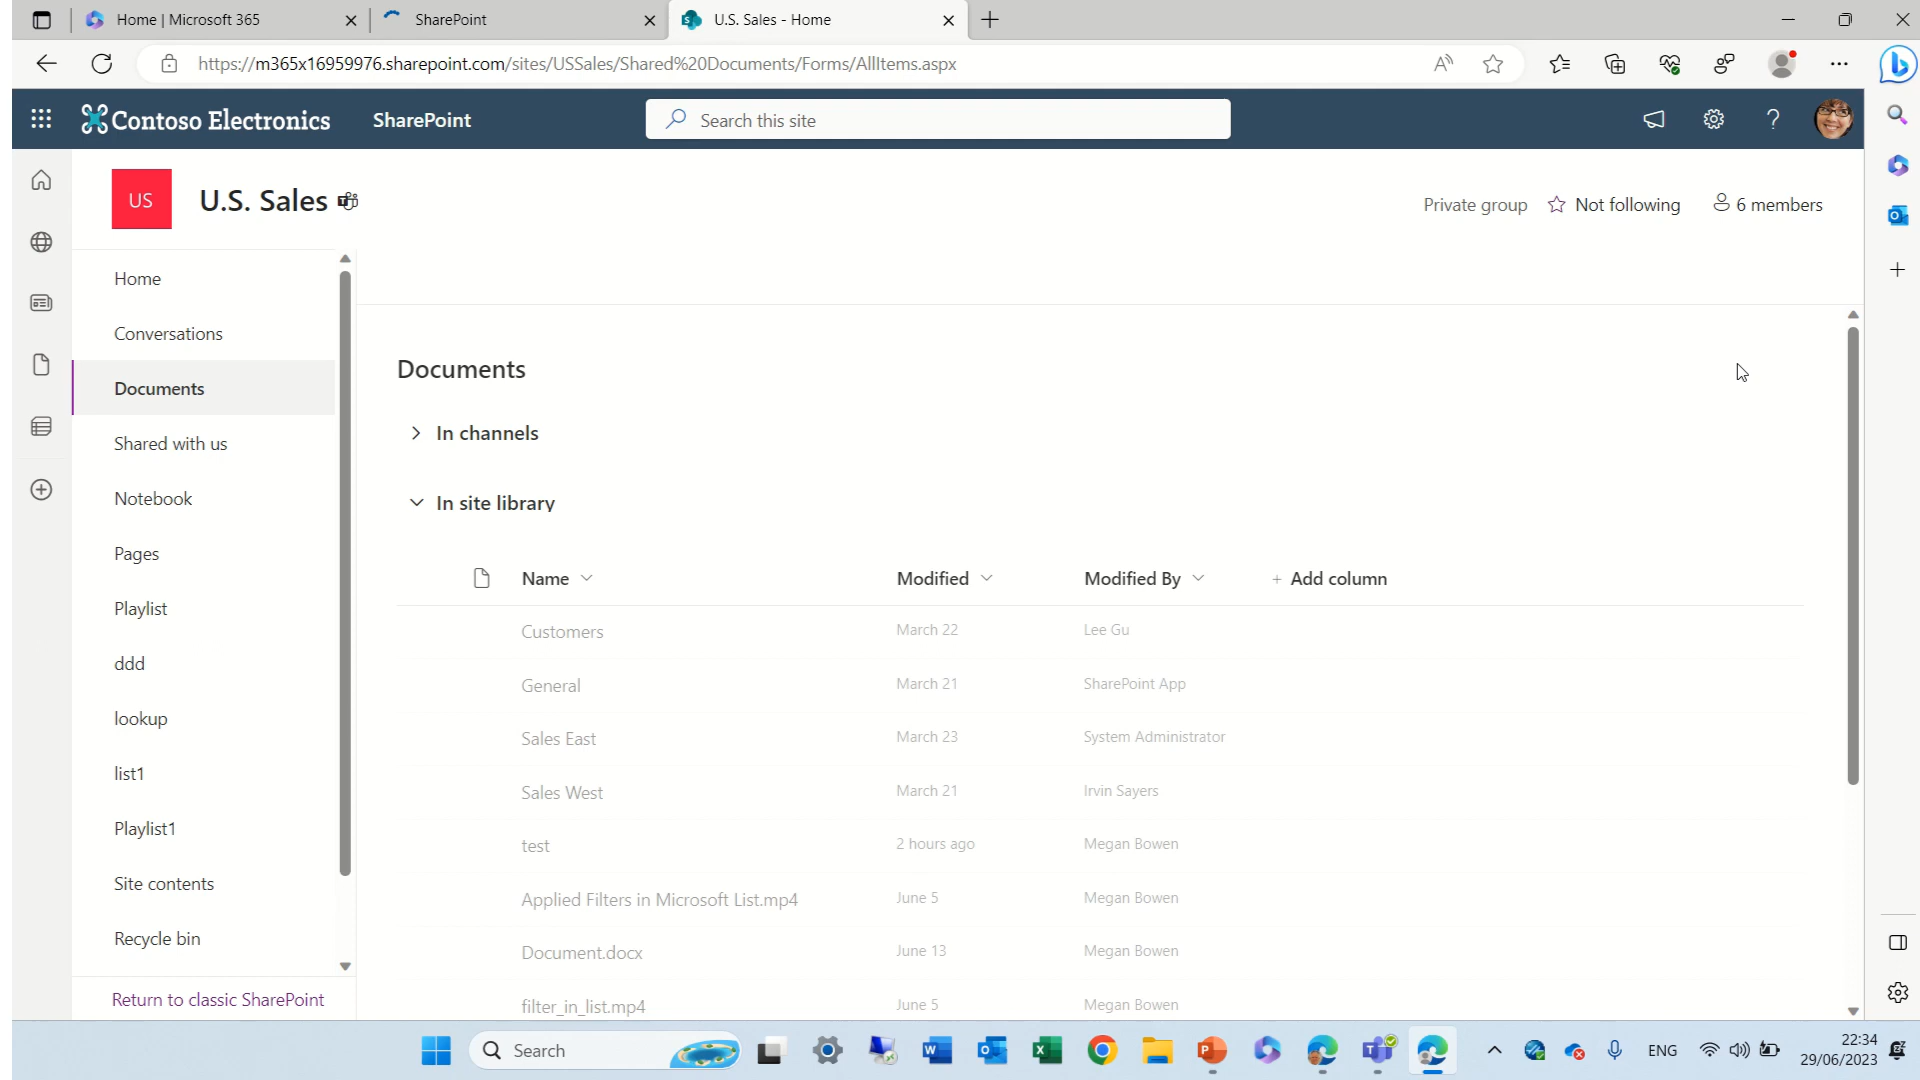 Home | Microsoft 365
SharePoint
U.S. Sales - Home
https://m365x16959976.sharepoint.com/sites/USSales/Shared%20Documents/Forms/AllItems.aspx
Contoso Electronics
SharePoint
Search this site
US
U.S. Sales
Private group
Not following
6 members
Home
Conversations
Documents
Shared with us
Notebook
Pages
Playlist
ddd
lookup
list1
Playlist1
Site contents
Recycle bin
Return to classic SharePoint
Documents
In channels
In site library
Name Modified Modified By + Add column
Customers March 22 Lee Gu
General March 21 SharePoint App
Sales East March 23 System Administrator
Sales West March 21 Irvin Sayers
test 2 hours ago Megan Bowen
Applied Filters in Microsoft List.mp4 June 5 Megan Bowen
Document.docx June 13 Megan Bowen
filter_in_list.mp4 June 5 Megan Bowen
Search
ENG
22:34
29/06/2023